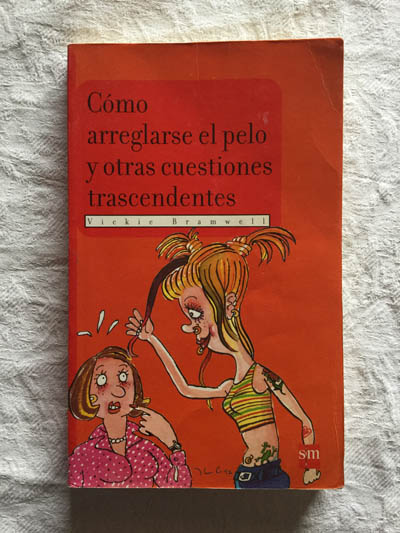 Cómo
arreglarse el pelo
y otras cuestiones
trascendentes
Vickie Bramwell
sm